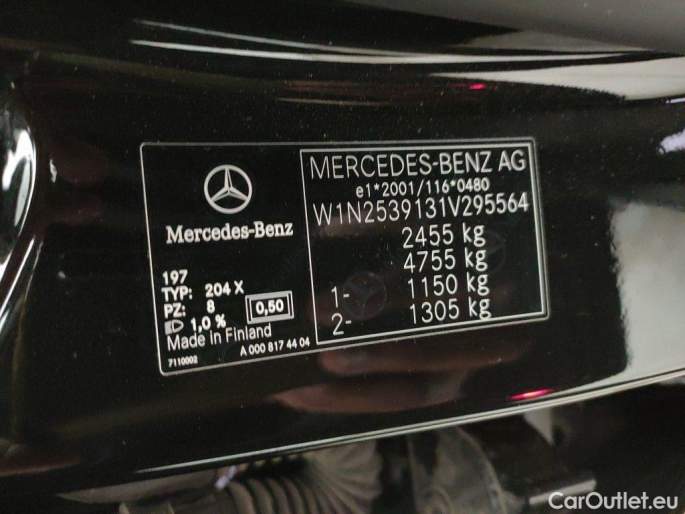 Mercedes-Benz
197
TYP: 204 X
PZ: 8
1,0 %
0,50
Made in Finland
7110002
A 000 817 44 04
MERCEDES-BENZ AG
e1*2001/116*0480
W1N2539131V295564
2455 kg
4755 kg
1- 1150 kg
2- 1305 kg
CarOutlet.eu